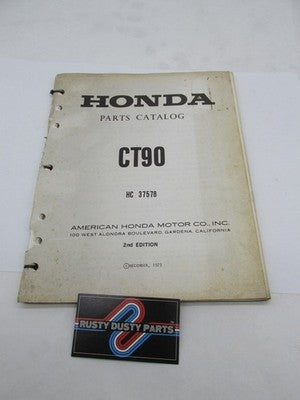 HONDA
PARTS CATALOG
CT90
HC 37578
AMERICAN HONDA MOTOR CO., INC.
100 WEST ALONDRA BOULEVARD, GARDENA, CALIFORNIA
2nd EDITION
RUSTY DUSTY PARTS